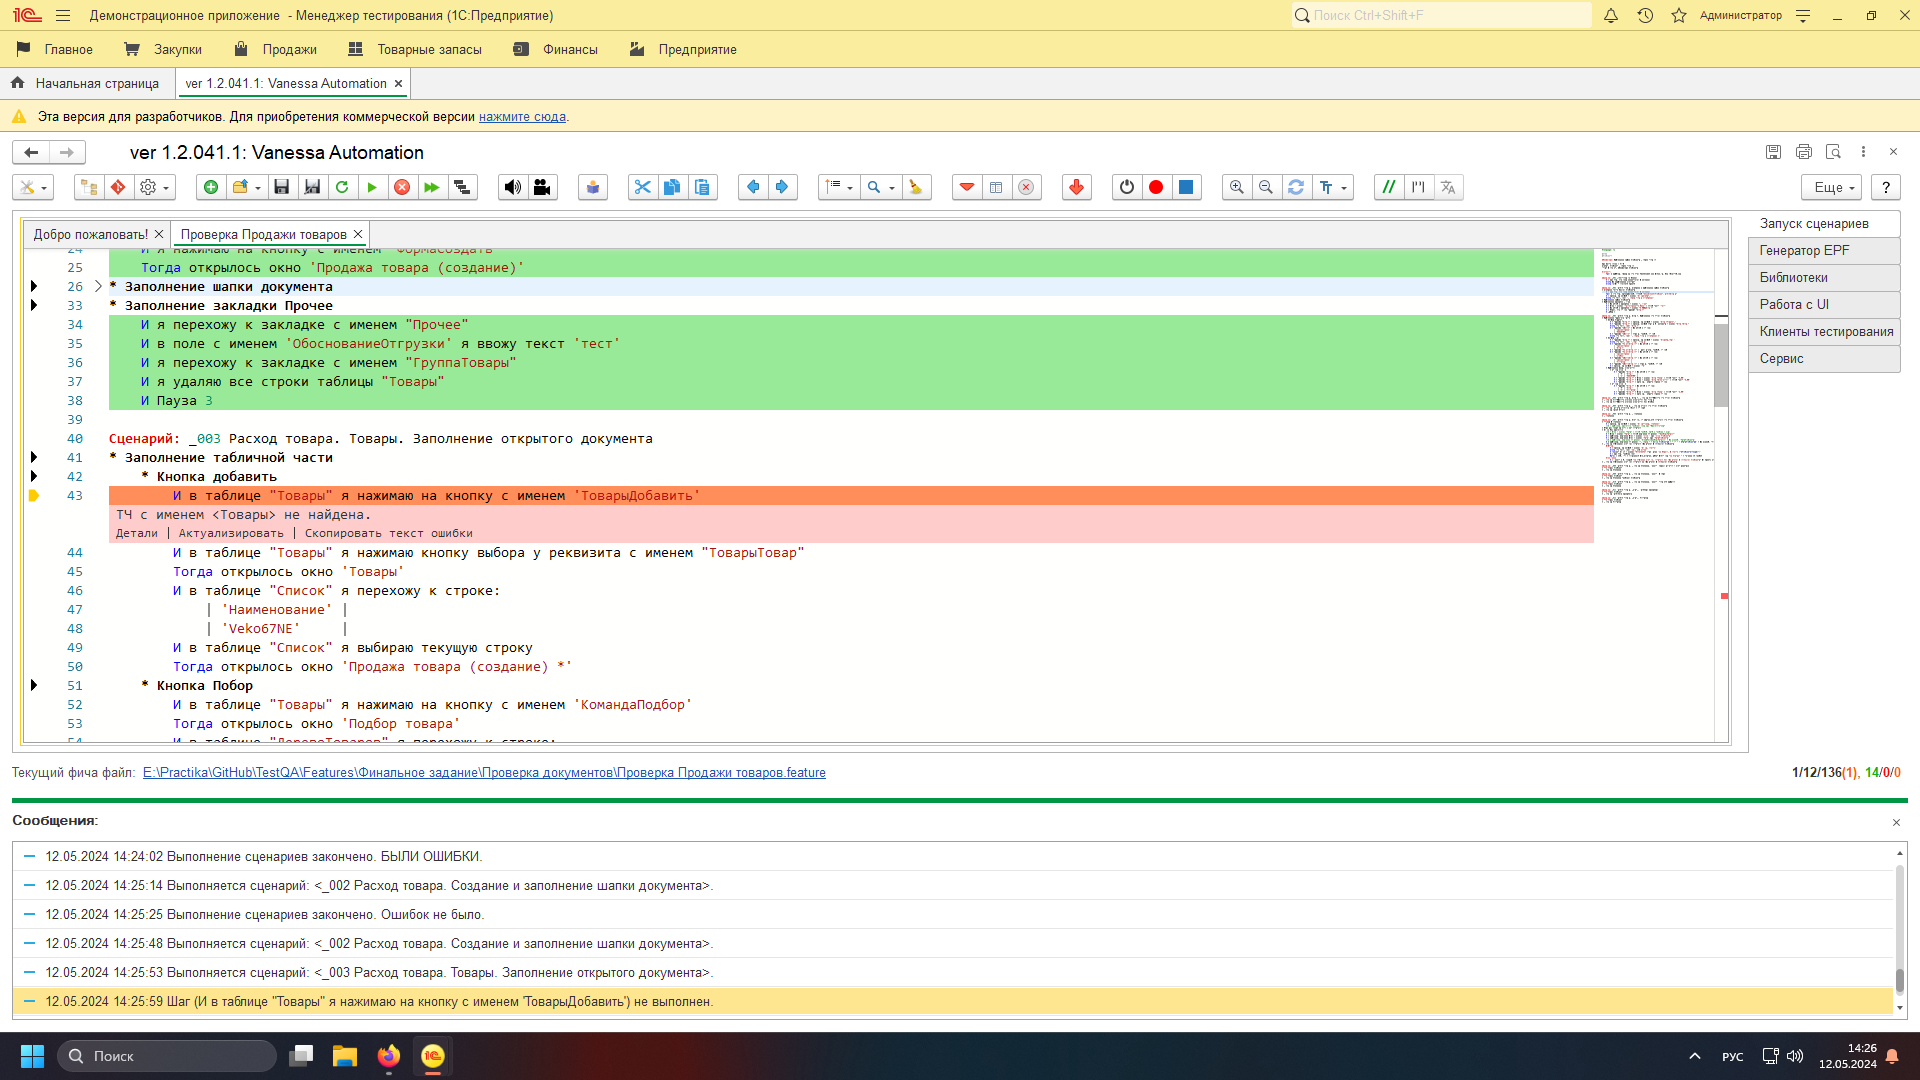 Демонстрационное приложение - Менеджер тестирования (1С:Предприятие)
Поиск Ctrl+Shift+F
Администратор
Главное
Закупки
Продажи
Товарные запасы
Финансы
Предприятие
Начальная страница
ver 1.2.041.1: Vanessa Automation
Эта версия для разработчиков. Для приобретения коммерческой версии нажмите сюда.
ver 1.2.041.1: Vanessa Automation
Еще
?
Добро пожаловать!
Проверка Продажи товаров
24 И я нажимаю на кнопку с именем 'ФормаСоздать'
25 Тогда открылось окно 'Продажа товара (создание)'
26 * Заполнение шапки документа
33 * Заполнение закладки Прочее
34 И я перехожу к закладке с именем "Прочее"
35 И в поле с именем 'ОбоснованиеОтгрузки' я ввожу текст 'тест'
36 И я перехожу к закладке с именем "ГруппаТовары"
37 И я удаляю все строки таблицы "Товары"
38 И Пауза 3
39
40 Сценарий: _003 Расход товара. Товары. Заполнение открытого документа
41 * Заполнение табличной части
42 * Кнопка добавить
43 И в таблице "Товары" я нажимаю на кнопку с именем 'ТоварыДобавить'
ТЧ с именем <Товары> не найдена.
Детали | Актуализировать | Скопировать текст ошибки
44 И в таблице "Товары" я нажимаю кнопку выбора у реквизита с именем "ТоварыТовар"
45 Тогда открылось окно 'Товары'
46 И в таблице "Список" я перехожу к строке:
47 | 'Наименование' |
48 | 'Veko67NE' |
49 И в таблице "Список" я выбираю текущую строку
50 Тогда открылось окно 'Продажа товара (создание) *'
51 * Кнопка Побор
52 И в таблице "Товары" я нажимаю на кнопку с именем 'КомандаПодбор'
53 Тогда открылось окно 'Подбор товара'
54 И в таблице "ДеревоТоваров" я перехожу к строке:
Запуск сценариев
Генератор EPF
Библиотеки
Работа с UI
Клиенты тестирования
Сервис
Текущий фича файл: E:\Practika\GitHub\TestQA\Features\Финальное задание\Проверка документов\Проверка Продажи товаров.feature
1/12/136(1), 14/0/0
Сообщения:
12.05.2024 14:24:02 Выполнение сценариев закончено. БЫЛИ ОШИБКИ.
12.05.2024 14:25:14 Выполняется сценарий: <_002 Расход товара. Создание и заполнение шапки документа>.
12.05.2024 14:25:25 Выполнение сценариев закончено. Ошибок не было.
12.05.2024 14:25:48 Выполняется сценарий: <_002 Расход товара. Создание и заполнение шапки документа>.
12.05.2024 14:25:53 Выполняется сценарий: <_003 Расход товара. Товары. Заполнение открытого документа>.
12.05.2024 14:25:59 Шаг (И в таблице "Товары" я нажимаю на кнопку с именем 'ТоварыДобавить') не выполнен.
Поиск
РУС
14:26
12.05.2024